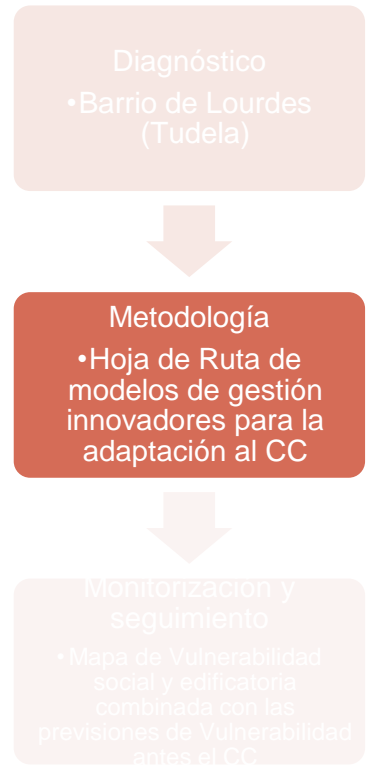 Diagnóstico
•Barrio de Lourdes
(Tudela)
Metodología
•Hoja de Ruta de
modelos de gestión
innovadores para la
adaptación al CC
Monitorización y
seguimiento
•Mapa de Vulnerabilidad
social y edificatoria
combinada con las
previsiones de Vulnerabilidad
antes el CC